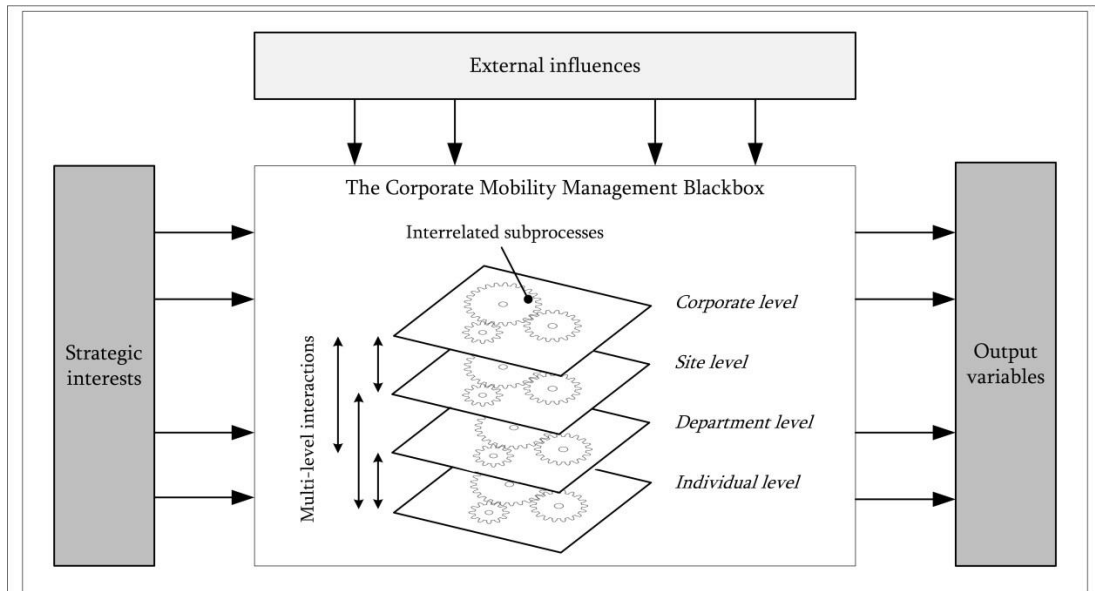 External influences
The Corporate Mobility Management Blackbox
Interrelated subprocesses
Corporate level
Site level
Department level
Individual level
Multi-level interactions
Strategic
interests
Output
variables